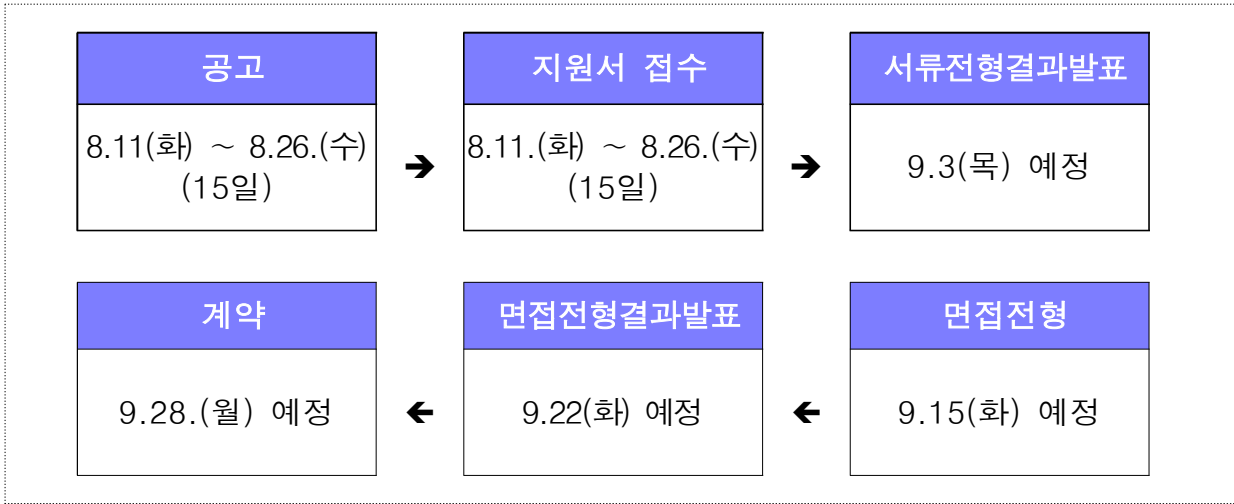 공고
8.11(화) ~ 8.26.(수)
(15일)
➔
지원서 접수
8.11.(화) ~ 8.26.(수)
(15일)
➔
서류전형결과발표
9.3(목) 예정
면접전형
9.15(화) 예정
🡸
면접전형결과발표
9.22(화) 예정
🡸
계약
9.28.(월) 예정